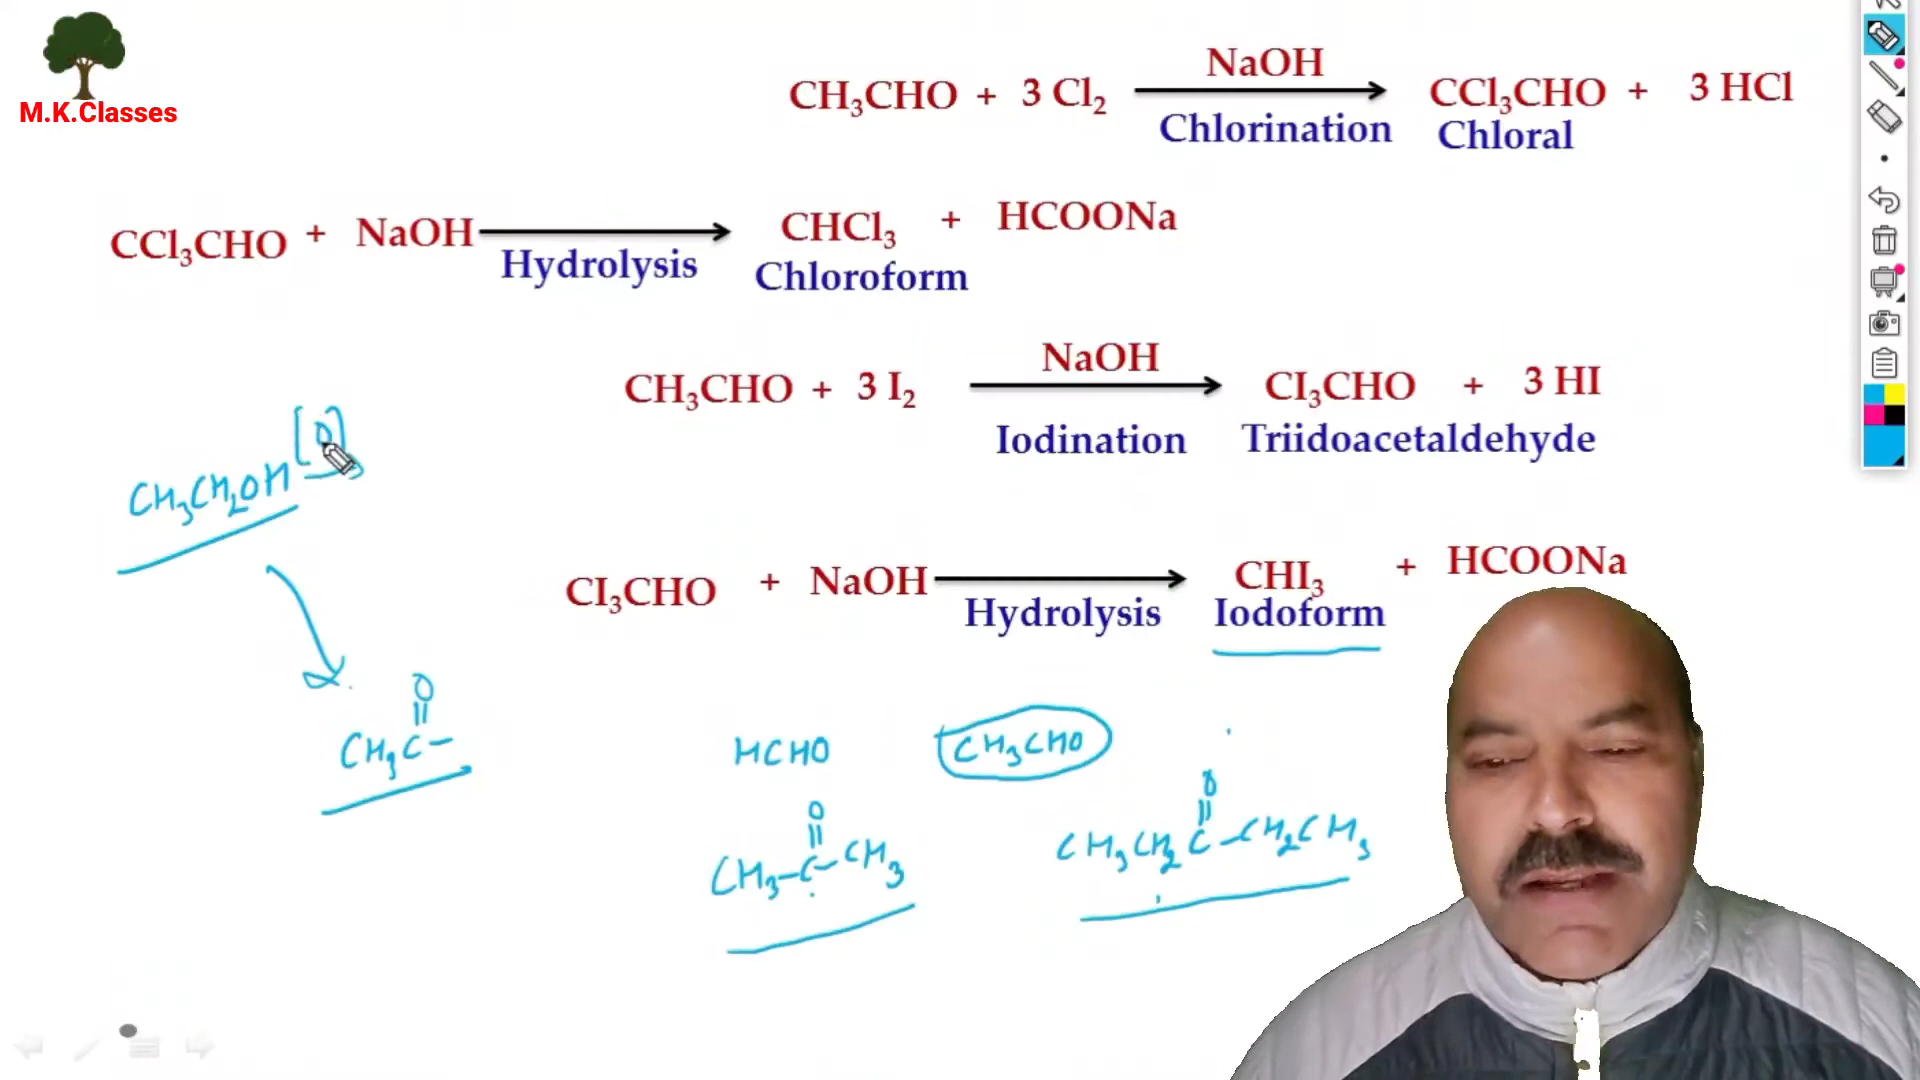 M.K.Classes
CH₃CHO + 3 Cl₂ NaOH Chlorination CCl₃CHO + 3 HCl
Chloral
CCl₃CHO + NaOH Hydrolysis CHCl₃ + HCOONa
Chloroform
CH₃CHO + 3 I₂ NaOH Iodination CI₃CHO + 3 HI
Triidoacetaldehyde
[O]
CH₃CH₂OH
CI₃CHO + NaOH Hydrolysis CHI₃ + HCOONa
Iodoform
O
CH₃C–
HCHO CH₃CHO
O
CH₃–C–CH₃
O
CH₃CH₂C–CH₂CH₃